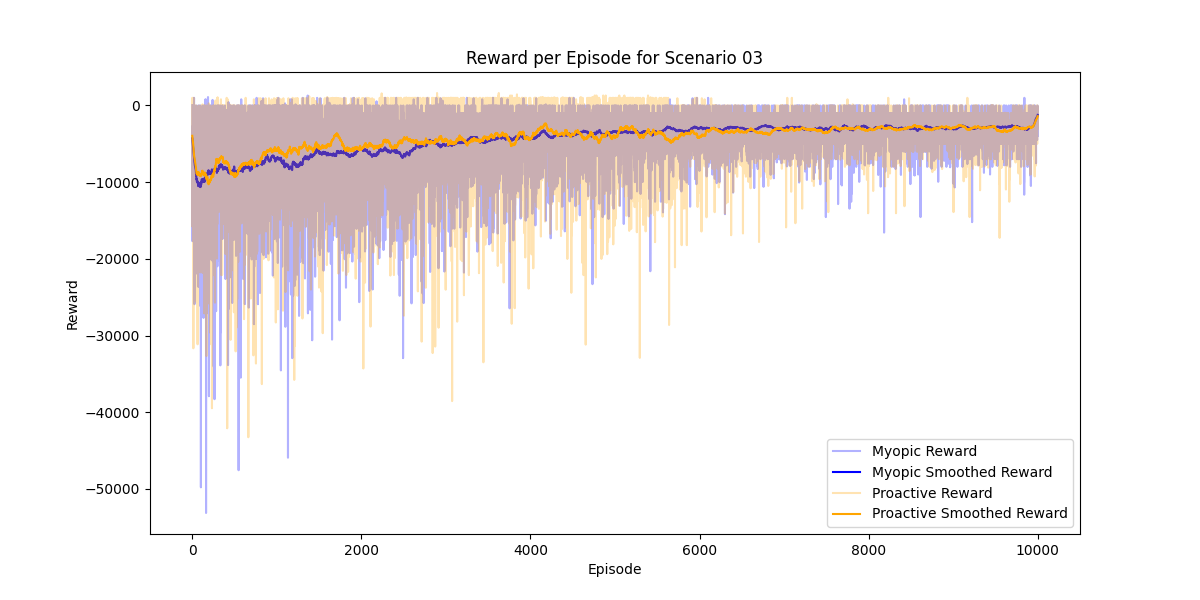 Reward per Episode for Scenario 03
Reward
0
−10000
−20000
−30000
−40000
−50000
0
2000
4000
6000
8000
10000
Episode
Myopic Reward
Myopic Smoothed Reward
Proactive Reward
Proactive Smoothed Reward